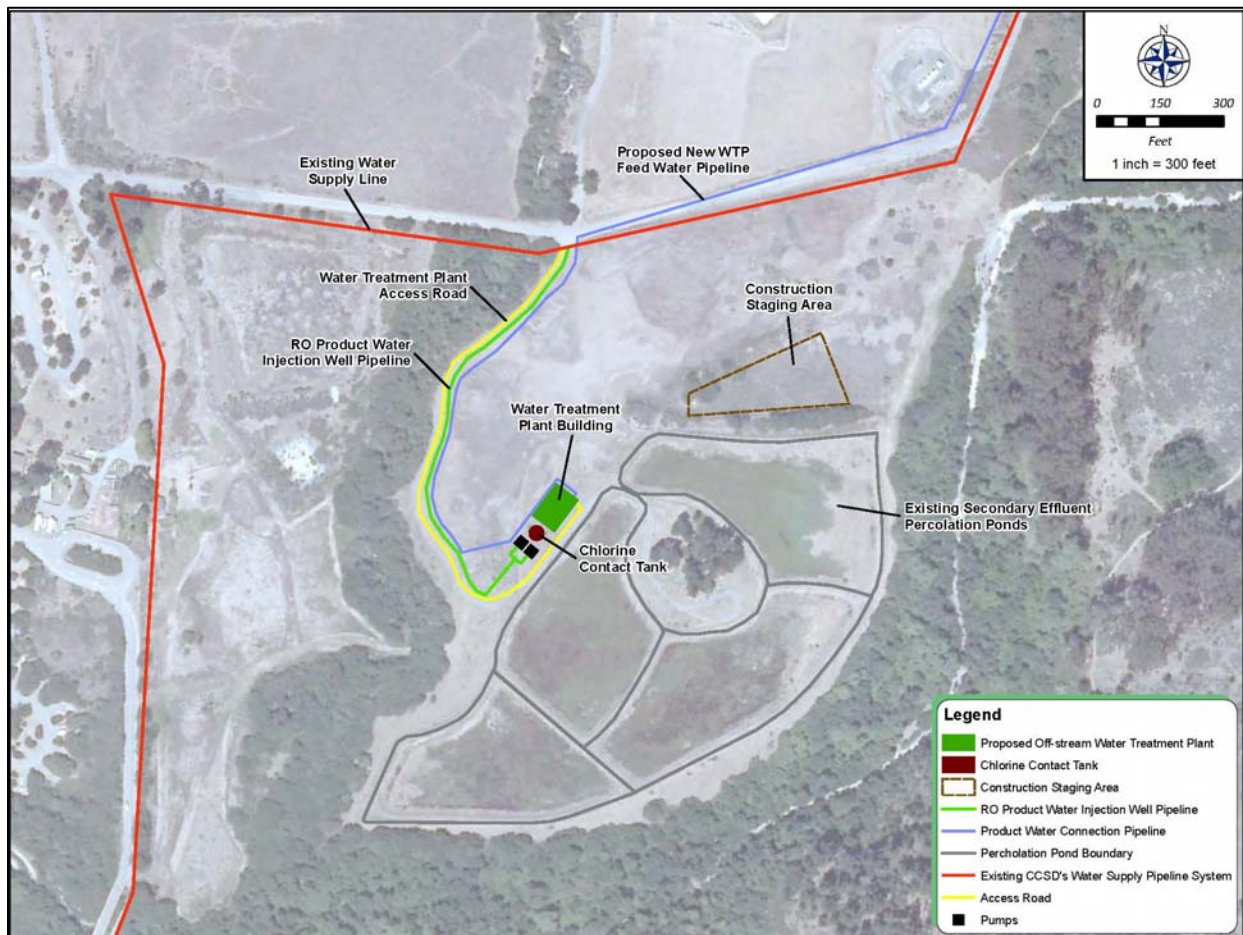 N
0 150 300
Feet
1 inch = 300 feet
Existing Water
Supply Line
Proposed New WTP
Feed Water Pipeline
Water Treatment Plant
Access Road
RO Product Water
Injection Well Pipeline
Construction
Staging Area
Water Treatment
Plant Building
Existing Secondary Effluent
Percolation Ponds
Chlorine
Contact Tank
Legend
Proposed Off-stream Water Treatment Plant
Chlorine Contact Tank
Construction Staging Area
RO Product Water Injection Well Pipeline
Product Water Connection Pipeline
Percholation Pond Boundary
Existing CCSD's Water Supply Pipeline System
Access Road
Pumps